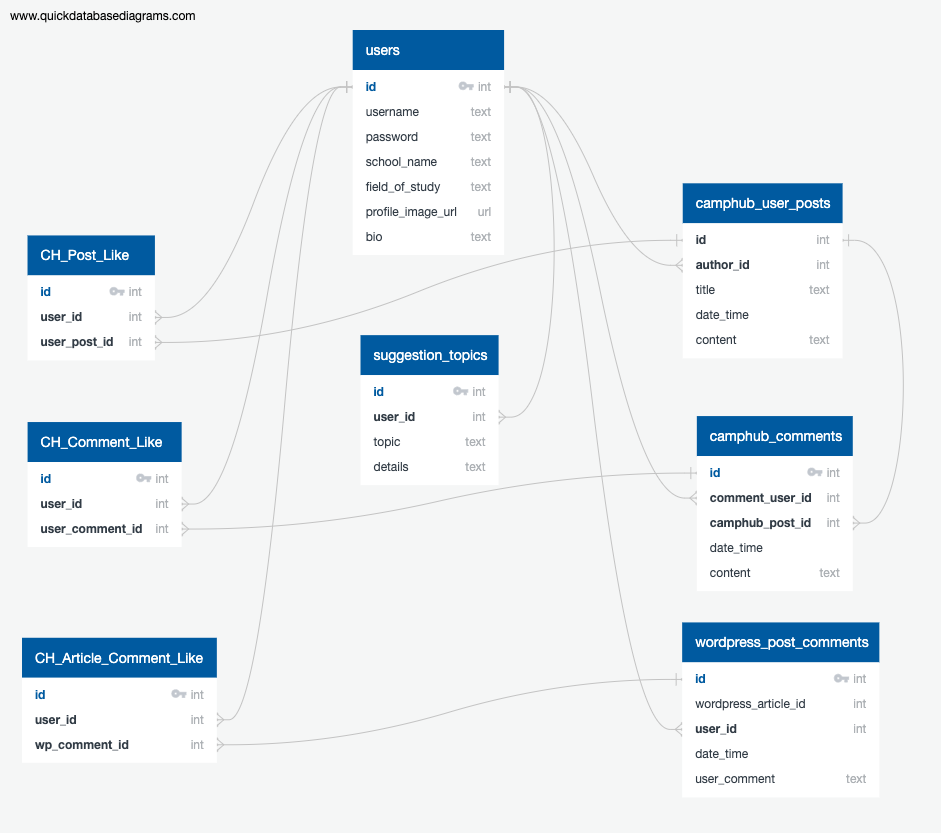 www.quickdatabasediagrams.com
users
id int
username text
password text
school_name text
field_of_study text
profile_image_url url
bio text
camphub_user_posts
id int
author_id int
title text
date_time
content text
CH_Post_Like
id int
user_id int
user_post_id int
suggestion_topics
id int
user_id int
topic text
details text
CH_Comment_Like
id int
user_id int
user_comment_id int
camphub_comments
id int
comment_user_id int
camphub_post_id int
date_time
content text
CH_Article_Comment_Like
id int
user_id int
wp_comment_id int
wordpress_post_comments
id int
wordpress_article_id int
user_id int
date_time
user_comment text